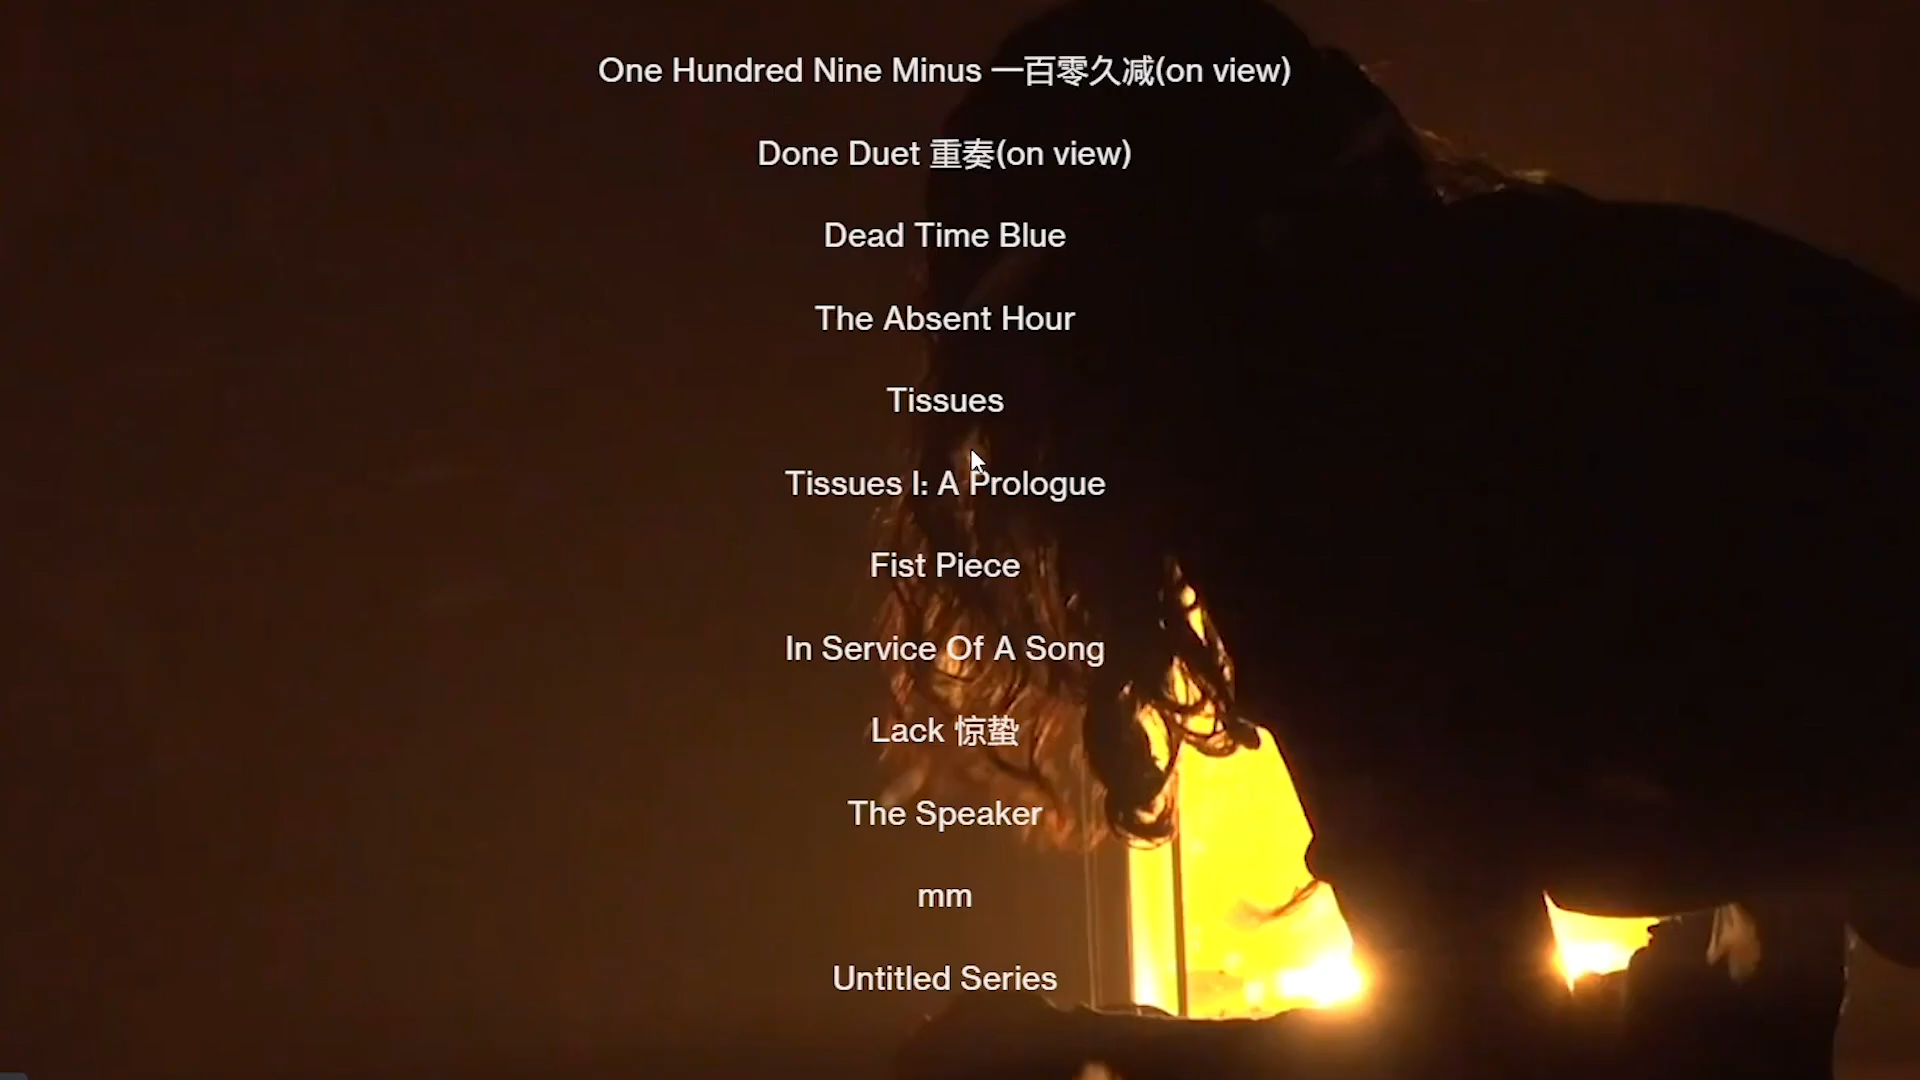 One Hundred Nine Minus 一百零久减(on view)
Done Duet 重奏(on view)
Dead Time Blue
The Absent Hour
Tissues
Tissues I: A Prologue
Fist Piece
In Service Of A Song
Lack 惊蛰
The Speaker
mm
Untitled Series